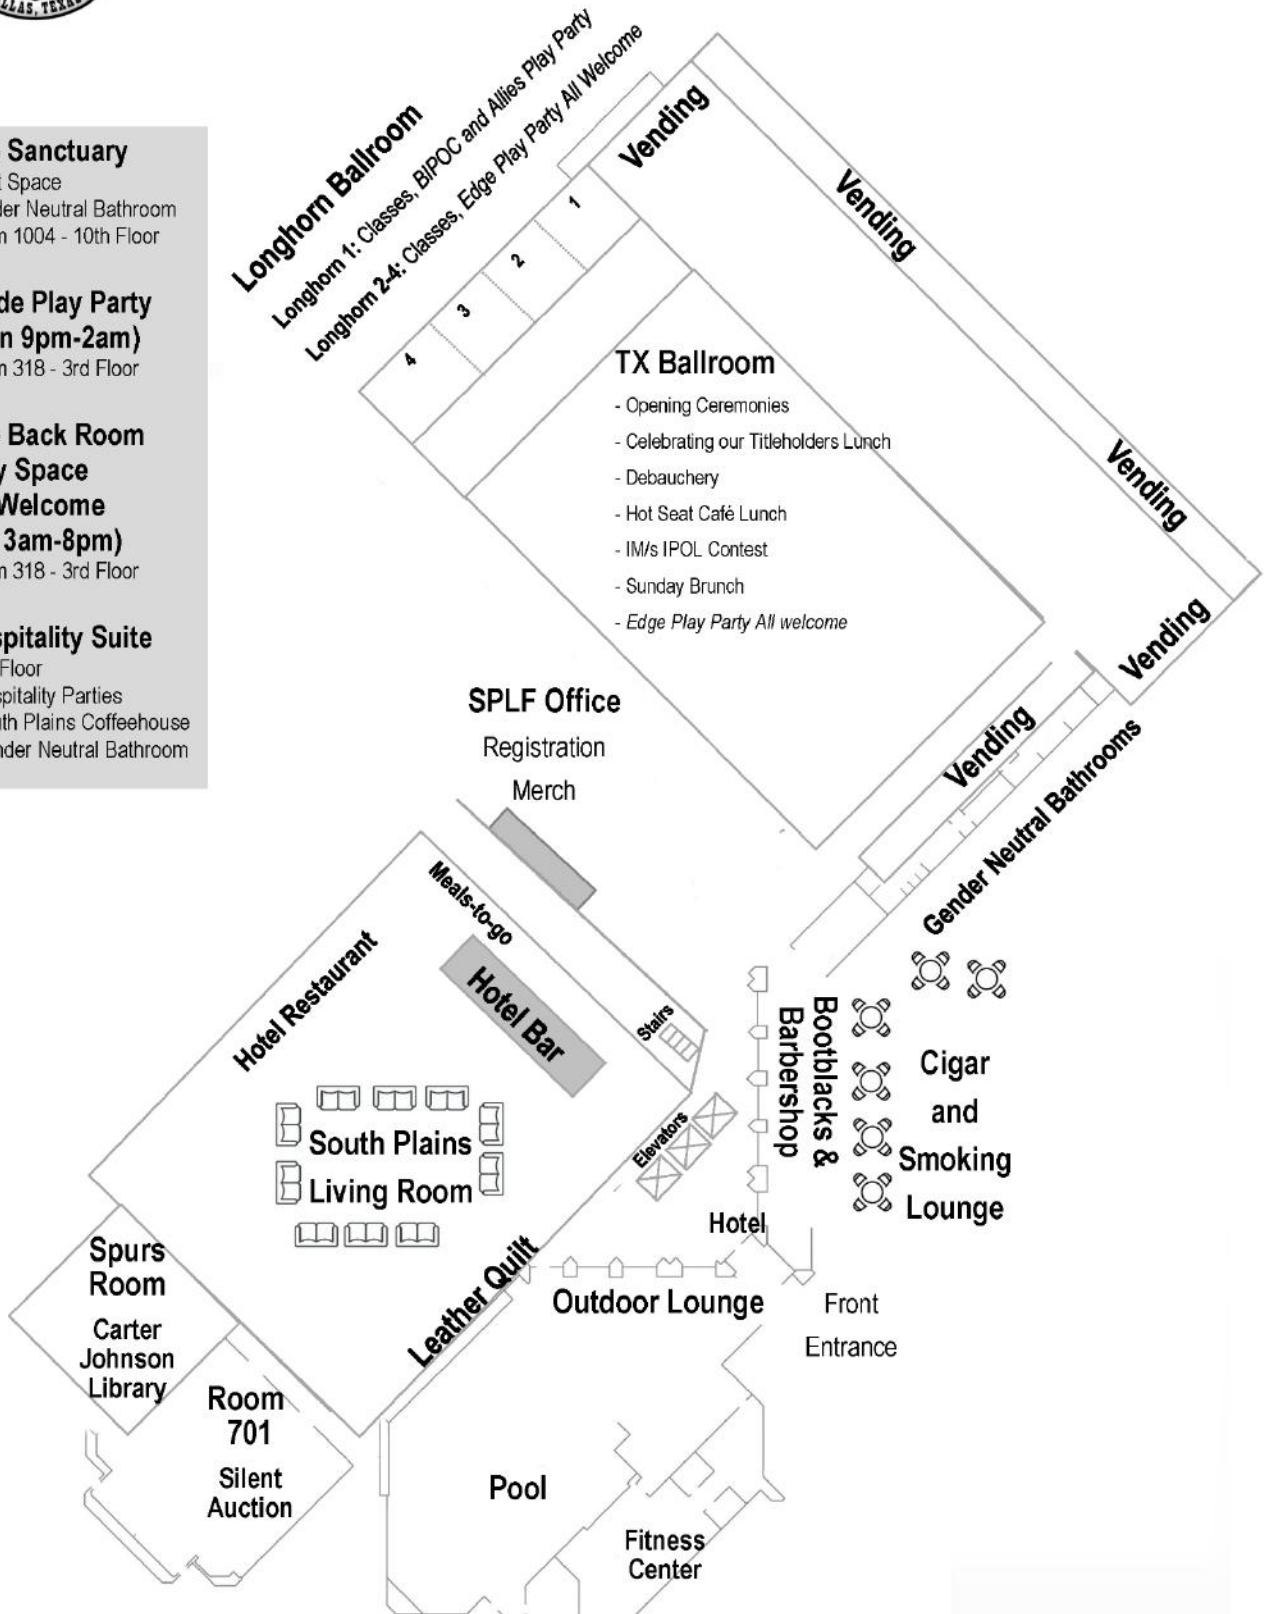 LLAS, TEXAS
Sanctuary
Space
Neutral Bathroom
1004 - 10th Floor
Play Party
9pm-2am)
318 - 3rd Floor
Back Room
Space
Welcome
3am-8pm)
318 - 3rd Floor
Suite
Floor
Parties
Plains Coffeehouse
Neutral Bathroom
Longhorn Ballroom
Longhorn 1: Classes, BIPOC and Allies Play Party
Longhorn 2-4: Classes, Edge Play Party All Welcome
1
2
3
4
Vending
Vending
Vending
Vending
Vending
TX Ballroom
- Opening Ceremonies
- Celebrating our Titleholders Lunch
- Debauchery
- Hot Seat Café Lunch
- IM/s IPOL Contest
- Sunday Brunch
- Edge Play Party All welcome
Gender Neutral Bathrooms
SPLF Office
Registration
Merch
Meals-to-go
Hotel Restaurant
Hotel Bar
Stairs
Elevators
South Plains
Living Room
Bootblacks &
Barbershop
Cigar
and
Smoking
Lounge
Hotel
Leather Quilt
Outdoor Lounge
Front
Entrance
Spurs
Room
Carter
Johnson
Library
Room
701
Silent
Auction
Pool
Fitness
Center